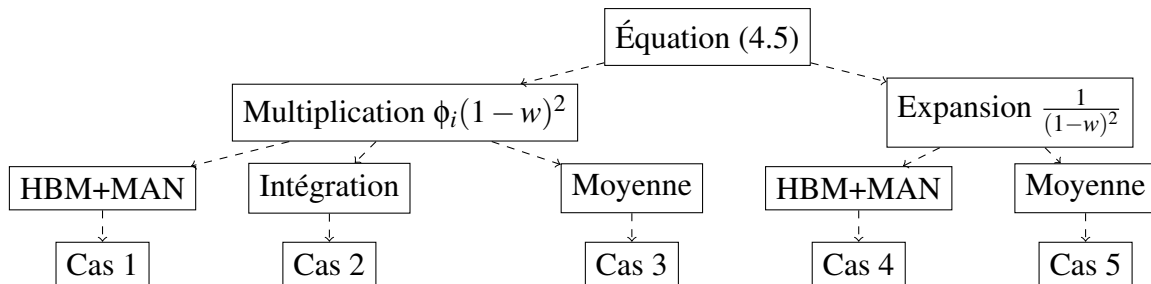 Équation (4.5)
Multiplication ϕᵢ(1 − w)²
Expansion 1/(1−w)²
HBM+MAN
Intégration
Moyenne
HBM+MAN
Moyenne
Cas 1
Cas 2
Cas 3
Cas 4
Cas 5